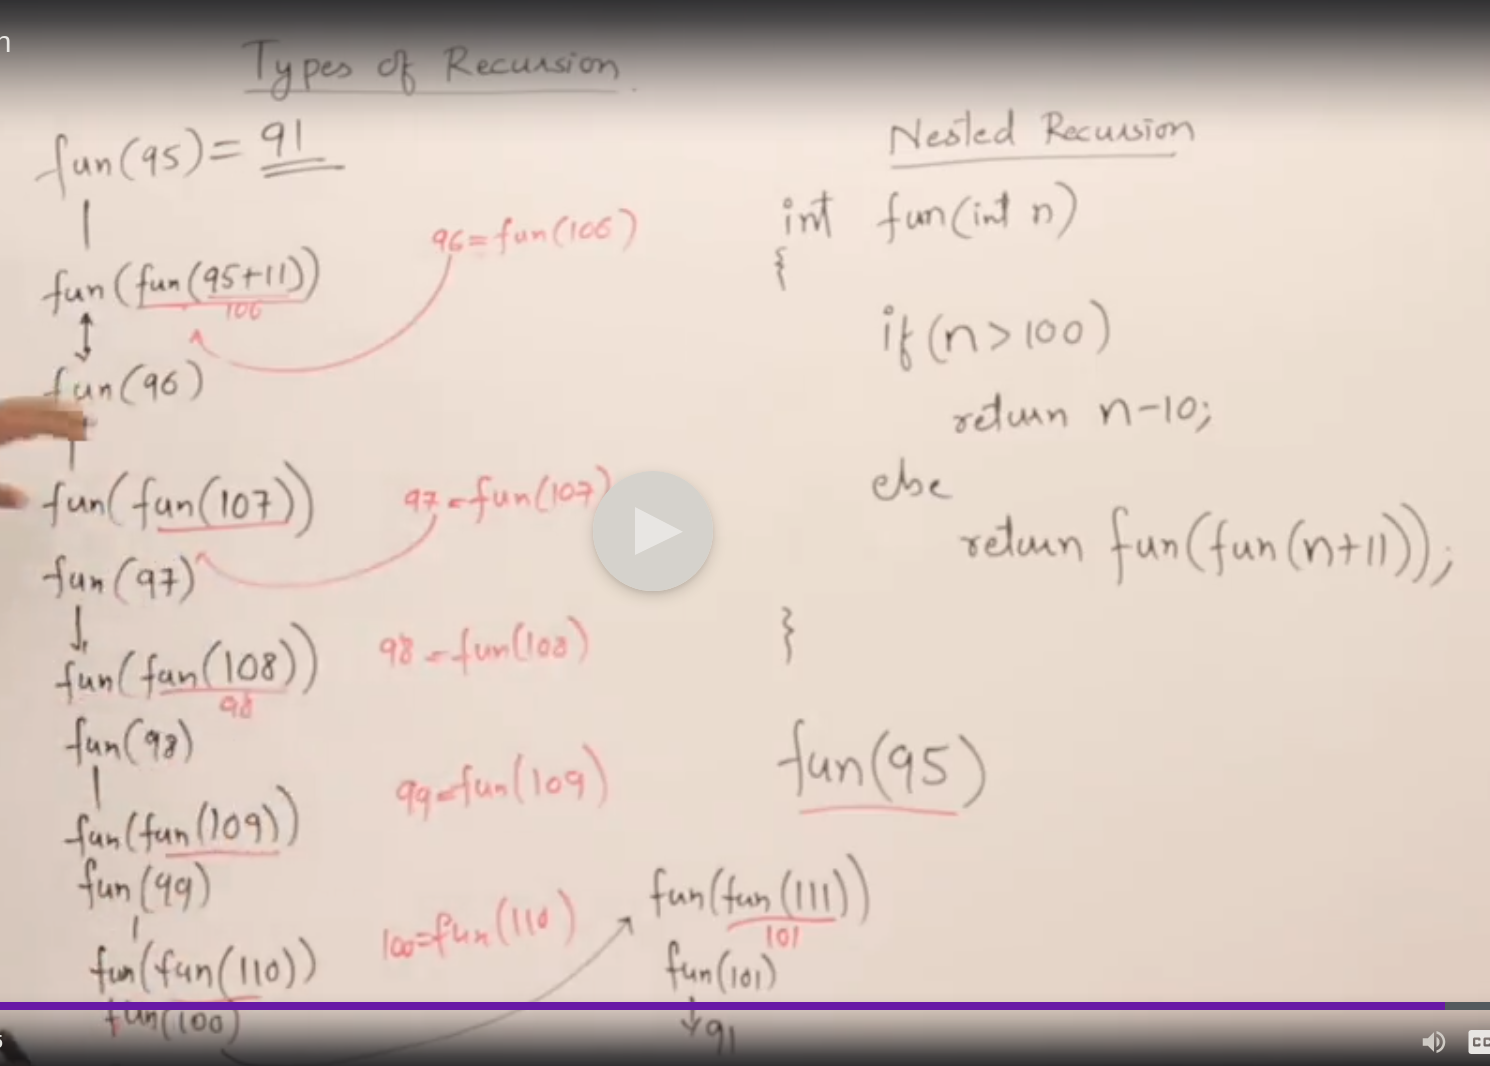 n
Types of Recursion
fun(95) = 91
fun(fun(95+11))
106
96=fun(106)
fun(96)
fun(fun(107))
97=fun(107)
fun(97)
fun(fun(108))
98
98=fun(108)
fun(98)
fun(fun(109))
99=fun(109)
fun(99)
fun(fun(110))
100=fun(110)
fun(100)
fun(fun(111))
101
fun(101)
91
Nested Recursion
int fun(int n)
{
if(n>100)
return n-10;
else
return fun(fun(n+11));
}
fun(95)
CC